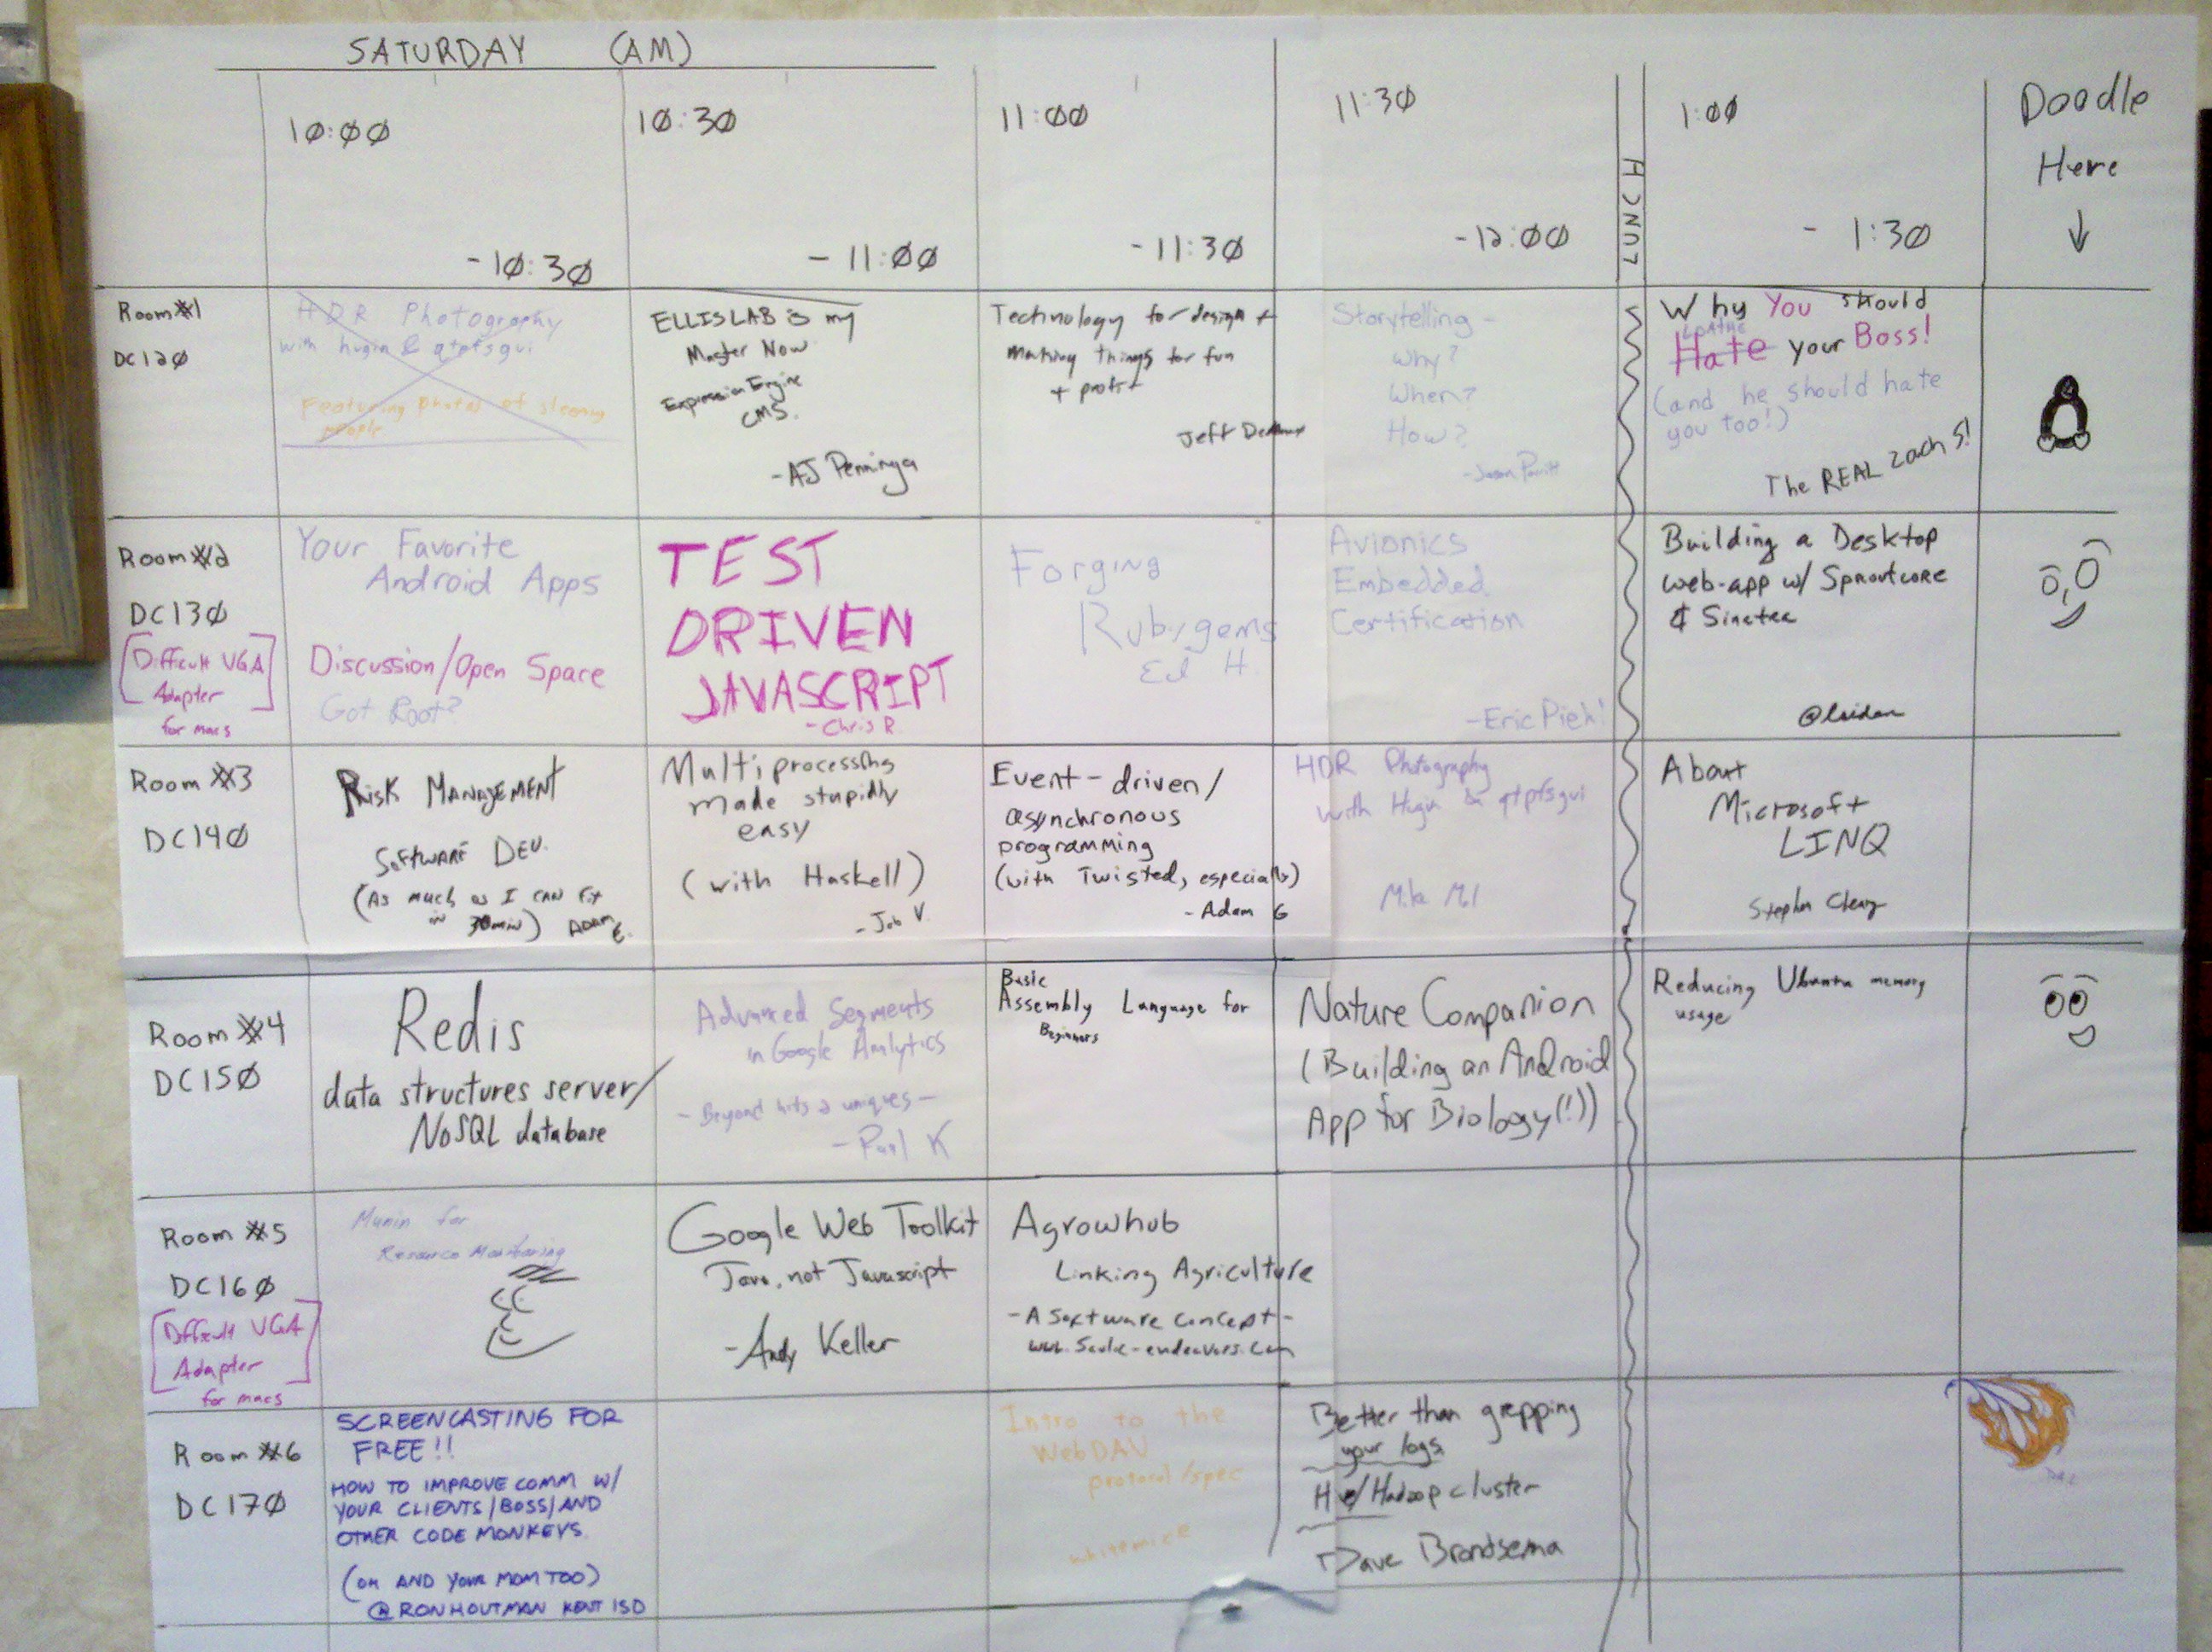 SATURDAY (AM)
10:00
-10:30
10:30
- 11:00
11:00
-11:30
11:30
-12:00
LUNCH
1:00
- 1:30
Doodle
Here
Room #1
DC120
HDR Photography
with hugin & qtpfsgui
Featuring photos of sleeping
people
ELLISLAB is my
Master Now
Expression Engine
CMS.
-AJ Penninga
Technology for design +
making things for fun
+ profit
Jeff
Storytelling -
Why?
When?
How?
-Jason
Why You should
LOATHE
Hate your Boss!
(and he should hate
you too!)
The REAL zach S!
Room #2
DC130
[Difficult VGA
Adapter]
for macs
Your Favorite
Android Apps
Discussion/Open Space
Got Root?
TEST
DRIVEN
JAVASCRIPT
-Chris R
Forging
Rubygems
Ed H.
Avionics
Embedded
Certification
-Eric Pieh!
Building a Desktop
web-app w/ Sproutcore
& Sinatra
Room #3
DC140
RISK MANAGEMENT
SOFTWARE DEV.
(AS much as I CAN fit
in 30min) ADAM E.
Multiprocessing
made stupidly
easy
(with Haskell)
- Job V.
Event-driven/
asynchronous
programming
(with Twisted, especially)
- Adam G
HDR Photography
with Hugin & qtpfsgui
About
Microsoft
LINQ
Stephen Cleary
Room #4
DC150
Redis
data structures server/
NoSQL database
Advanced Segments
in Google Analytics
- Beyond hits & uniques -
- Paul K
Basic
Assembly Language for
Beginners
Nature Companion
(Building an Android
App for Biology(!))
Reducing Ubuntu memory
usage
Room #5
DC160
[Difficult VGA
Adapter]
for macs
Munin for
Resource Monitoring
Google Web Toolkit
Java, not Javascript
-Andy Keller
Agrowhub
Linking Agriculture
- A Software concept -
Room #6
DC170
SCREENCASTING FOR
FREE!!
HOW TO IMPROVE COMM W/
YOUR CLIENTS/BOSS/AND
OTHER CODE MONKEYS.
(OH AND YOUR MOM TOO)
@RONHOUTMAN KENT ISD
Intro to the
WebDAV
protocol/spec
whitemice
Better than grepping
your logs
w/Hadoop cluster
Dave Brondsema